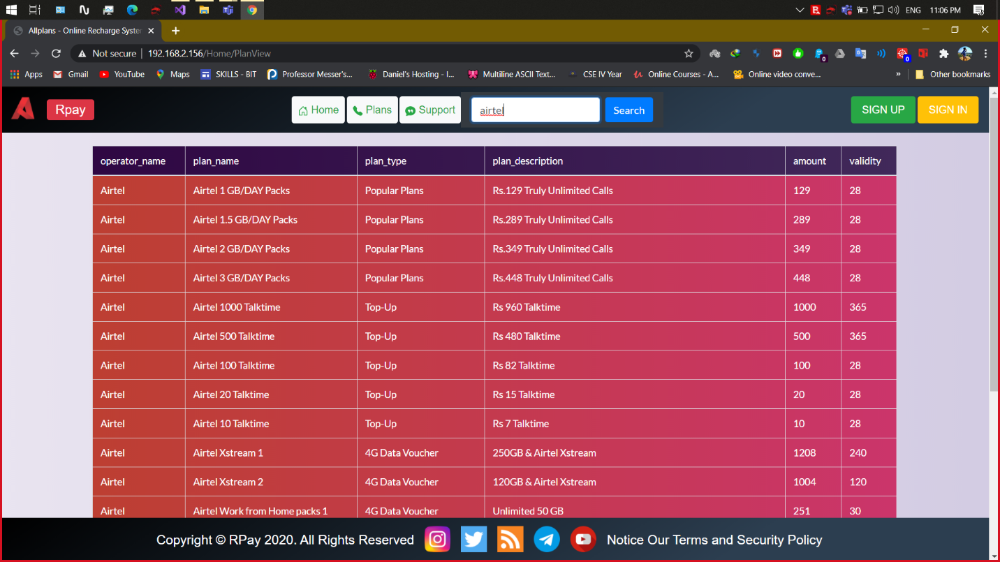 ENG 11:06 PM
Allplans - Online Recharge Syster
Not secure | 192.168.2.156/Home/PlanView
Apps Gmail YouTube Maps SKILLS - BIT Professor Messer's... Daniel's Hosting - I... Multiline ASCII Text... CSE IV Year Online Courses - A... Online video conve... » Other bookmarks
Rpay Home Plans Support airtel Search SIGN UP SIGN IN
operator_name plan_name plan_type plan_description amount validity
Airtel Airtel 1 GB/DAY Packs Popular Plans Rs.129 Truly Unlimited Calls 129 28
Airtel Airtel 1.5 GB/DAY Packs Popular Plans Rs.289 Truly Unlimited Calls 289 28
Airtel Airtel 2 GB/DAY Packs Popular Plans Rs.349 Truly Unlimited Calls 349 28
Airtel Airtel 3 GB/DAY Packs Popular Plans Rs.448 Truly Unlimited Calls 448 28
Airtel Airtel 1000 Talktime Top-Up Rs 960 Talktime 1000 365
Airtel Airtel 500 Talktime Top-Up Rs 480 Talktime 500 365
Airtel Airtel 100 Talktime Top-Up Rs 82 Talktime 100 28
Airtel Airtel 20 Talktime Top-Up Rs 15 Talktime 20 28
Airtel Airtel 10 Talktime Top-Up Rs 7 Talktime 10 28
Airtel Airtel Xstream 1 4G Data Voucher 250GB & Airtel Xstream 1208 240
Airtel Airtel Xstream 2 4G Data Voucher 120GB & Airtel Xstream 1004 120
Airtel Airtel Work from Home packs 1 4G Data Voucher Unlimited 50 GB 251 30
Copyright © RPay 2020. All Rights Reserved Notice Our Terms and Security Policy